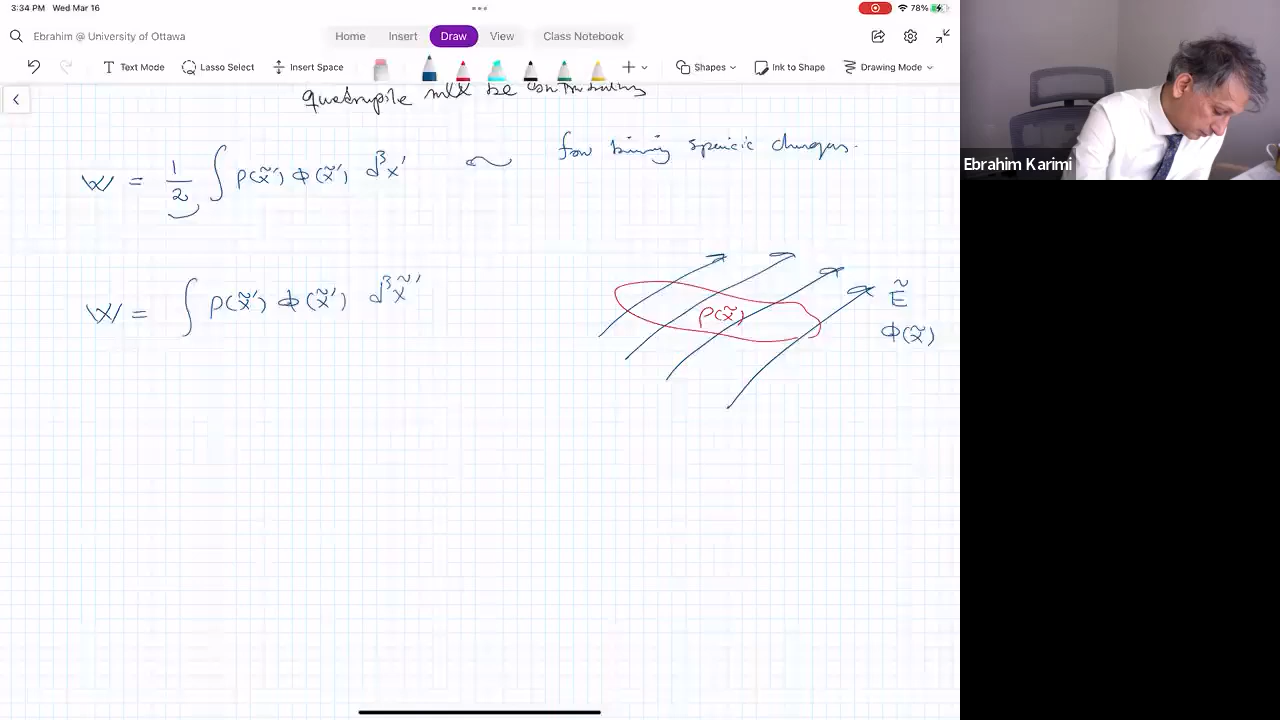 3:34 PM Wed Mar 16
78%
Ebrahim @ University of Ottawa
Home Insert Draw View Class Notebook
Text Mode Lasso Select Insert Space Shapes Ink to Shape Drawing Mode
quadrupole will be contributing
W = 1/2 ∫ ρ(x̃′) Φ(x̃′) d³x′
for charges.
W = ∫ ρ(x̃′) Φ(x̃′) d³x̃′
ρ(x̃)
Ẽ
Φ(x̃)
Ebrahim Karimi